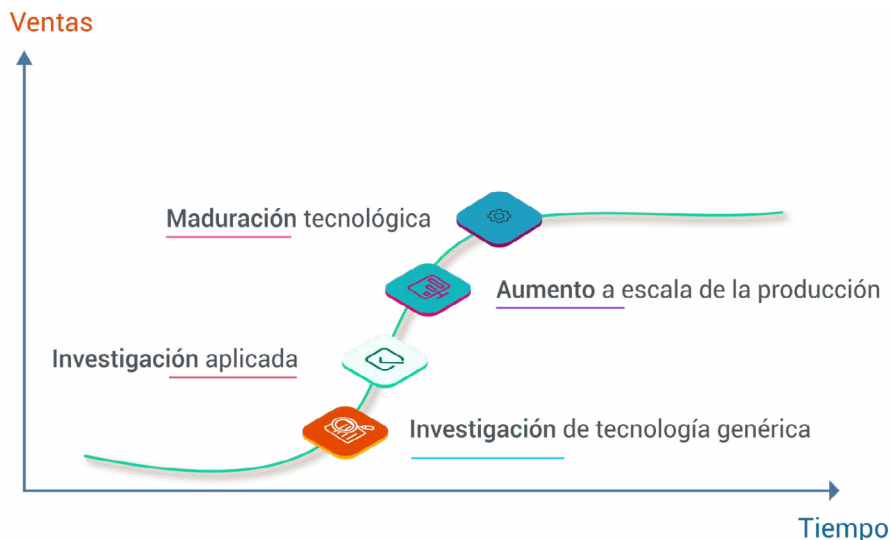 Ventas
Maduración tecnológica
Aumento a escala de la producción
Investigación aplicada
Investigación de tecnología genérica
Tiempo